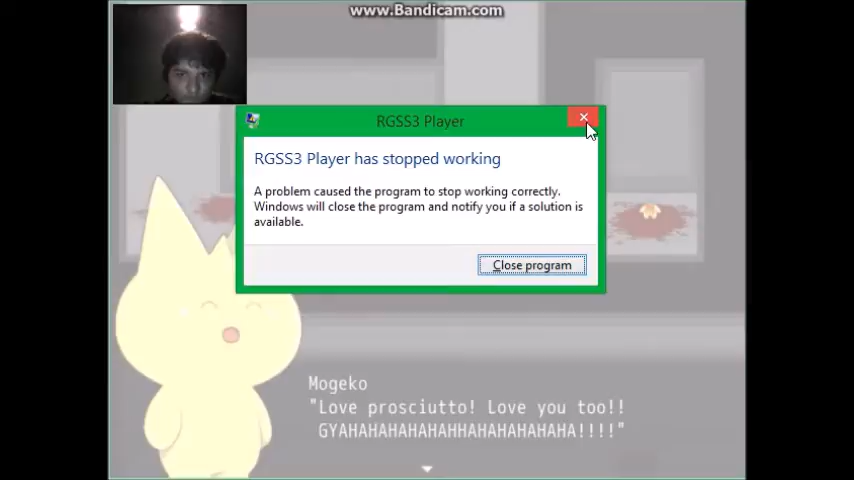 www.Bandicam.com
RGSS3 Player
RGSS3 Player has stopped working
A problem caused the program to stop working correctly.
Windows will close the program and notify you if a solution is
available.
Close program
Mogeko
"Love prosciutto! Love you too!!
GYAHAHAHAHAHHAHAHAHAHAHA!!!!"